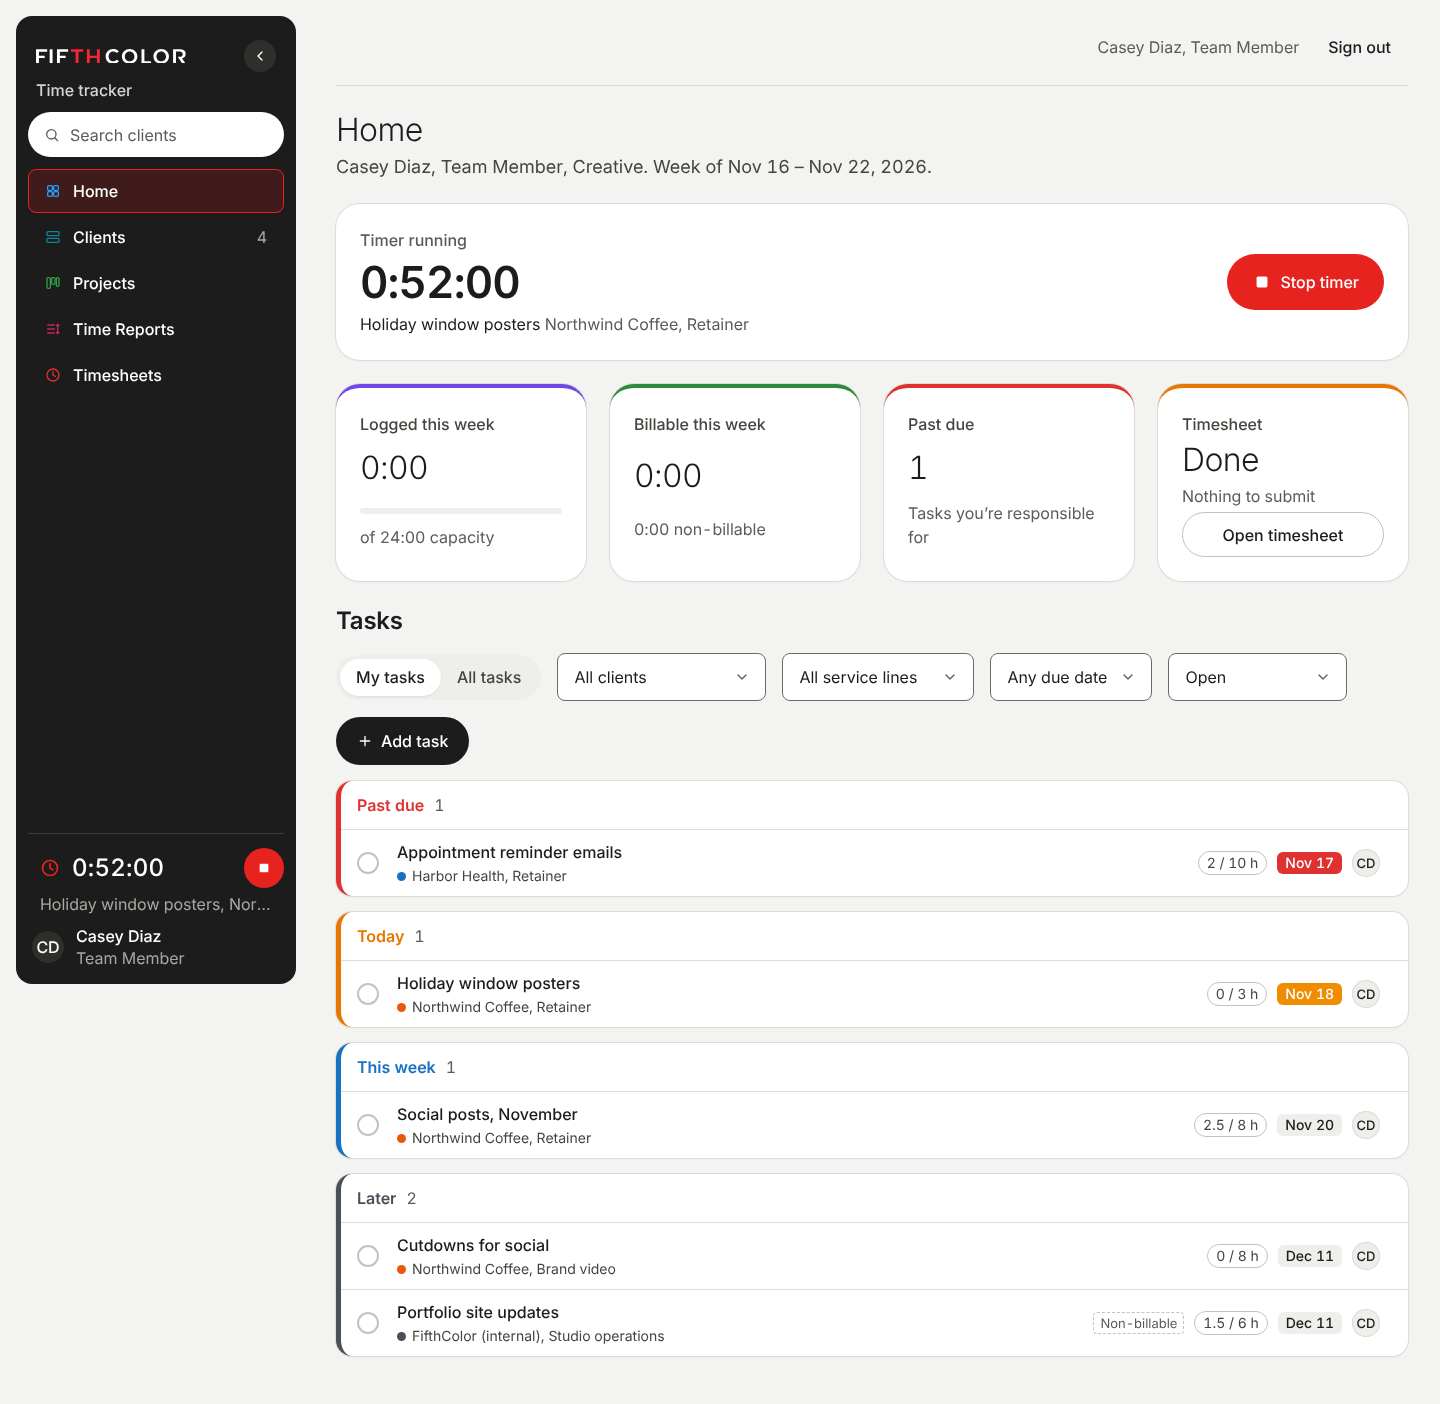 FIFTHCOLOR
Time tracker
Search clients
Home
Clients 4
Projects
Time Reports
Timesheets
0:52:00
Holiday window posters, Nor...
CD
Casey Diaz
Team Member
Casey Diaz, Team Member Sign out
Home
Casey Diaz, Team Member, Creative. Week of Nov 16 – Nov 22, 2026.
Timer running
0:52:00
Holiday window posters Northwind Coffee, Retainer
Stop timer
Logged this week
0:00
of 24:00 capacity
Billable this week
0:00
0:00 non-billable
Past due
1
Tasks you’re responsible
for
Timesheet
Done
Nothing to submit
Open timesheet
Tasks
My tasks All tasks All clients All service lines Any due date Open
Add task
Past due 1
Appointment reminder emails
Harbor Health, Retainer
2 / 10 h Nov 17 CD
Today 1
Holiday window posters
Northwind Coffee, Retainer
0 / 3 h Nov 18 CD
This week 1
Social posts, November
Northwind Coffee, Retainer
2.5 / 8 h Nov 20 CD
Later 2
Cutdowns for social
Northwind Coffee, Brand video
0 / 8 h Dec 11 CD
Portfolio site updates
FifthColor (internal), Studio operations
Non-billable 1.5 / 6 h Dec 11 CD